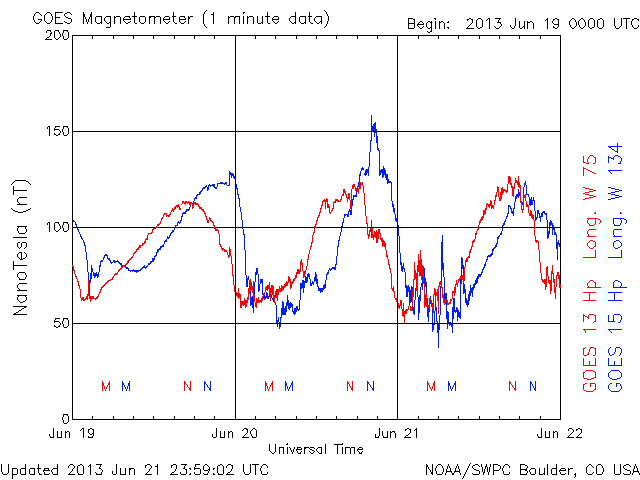 GOES Magnetometer (1 minute data)
Begin: 2013 Jun 19 0000 UTC
200
150
100
50
0
NanoTesla (nT)
M M N N M M N N M M N N
Jun 19 Jun 20 Jun 21 Jun 22
Universal Time
GOES 13 Hp Long. W 75
GOES 15 Hp Long. W 134
Updated 2013 Jun 21 23:59:02 UTC
NOAA/SWPC Boulder, CO USA